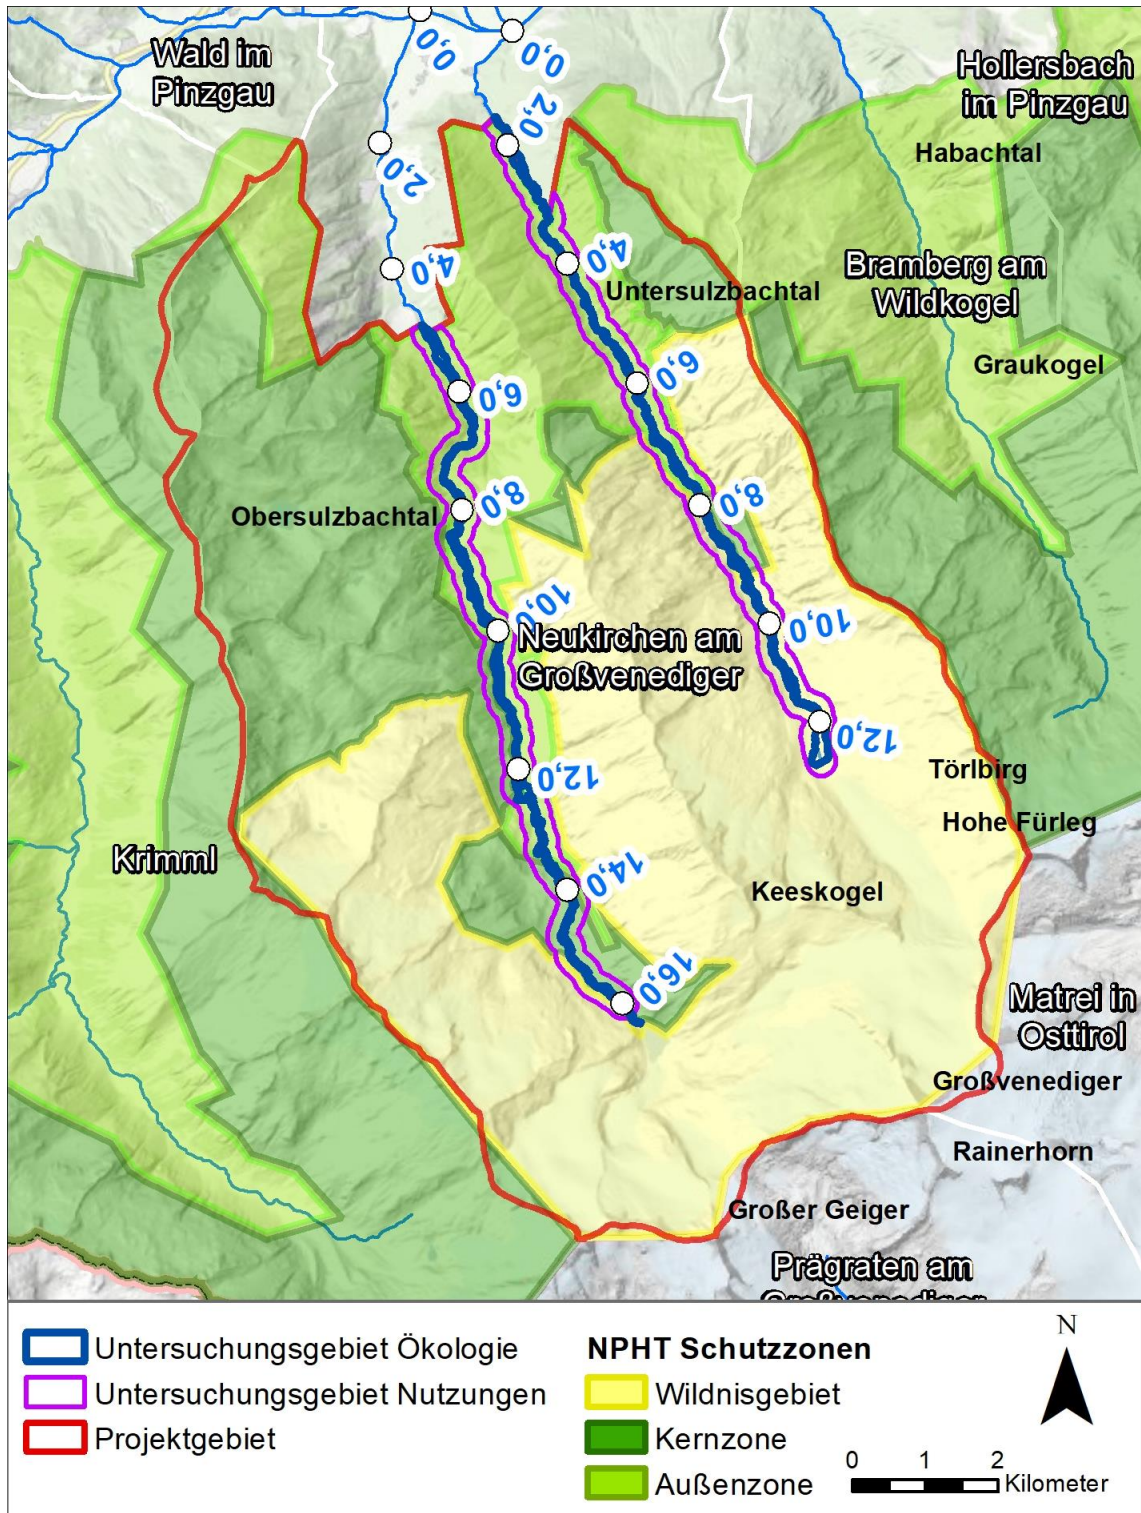 Wald im
Pinzgau
0,0
0,0
Hollersbach
im Pinzgau
2,0
2,0
Habachtal
4,0
4,0
Untersulzbachtal
Bramberg am
Wildkogel
6,0
6,0
Graukogel
8,0
8,0
Obersulzbachtal
10,0
10,0
Neukirchen am
Großvenediger
12,0
12,0
Törlbirg
Hohe Fürleg
Krimml
14,0
Keeskogel
16,0
Matrei in
Osttirol
Großvenediger
Rainerhorn
Großer Geiger
Prägraten am
Großvenediger
Untersuchungsgebiet Ökologie
Untersuchungsgebiet Nutzungen
Projektgebiet
NPHT Schutzzonen
Wildnisgebiet
Kernzone
Außenzone
N
0 1 2
Kilometer